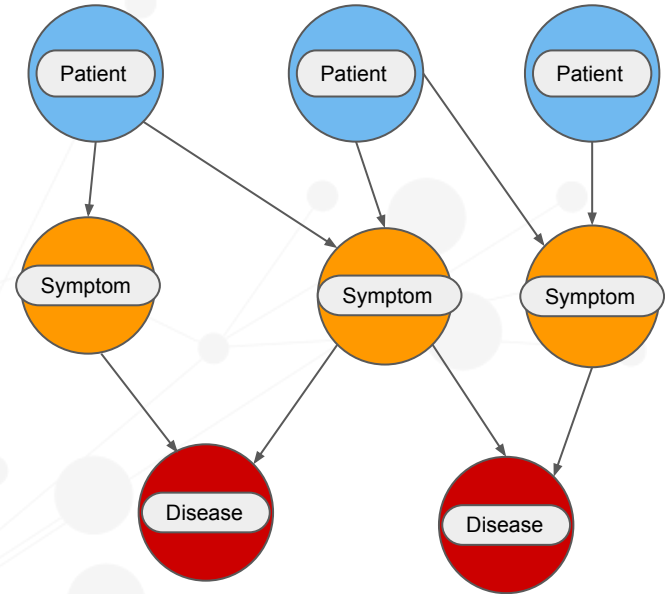 Patient
Patient
Patient
Symptom
Symptom
Symptom
Disease
Disease